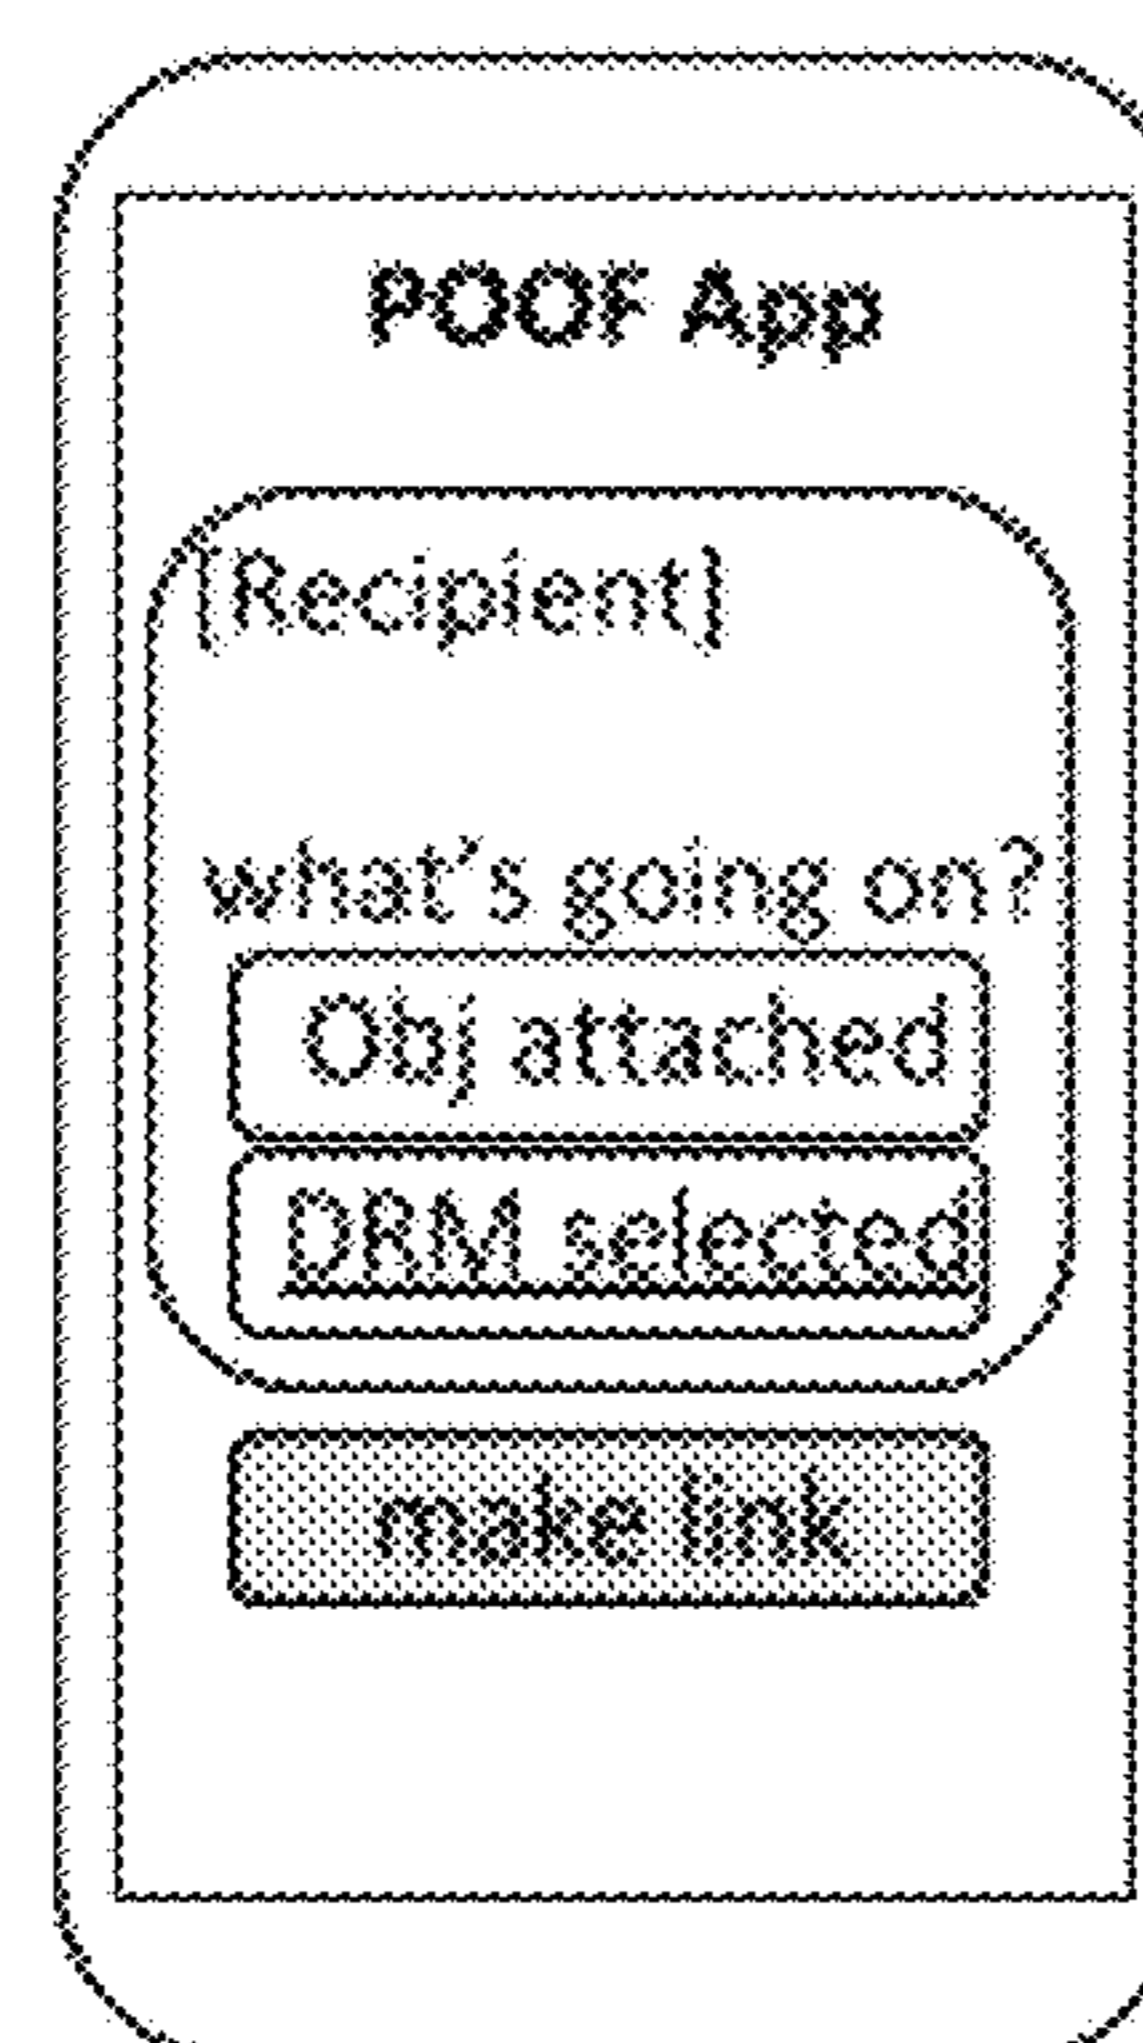 POOF App
[Recipient]
what's going on?
Obj attached
DRM selected
make link